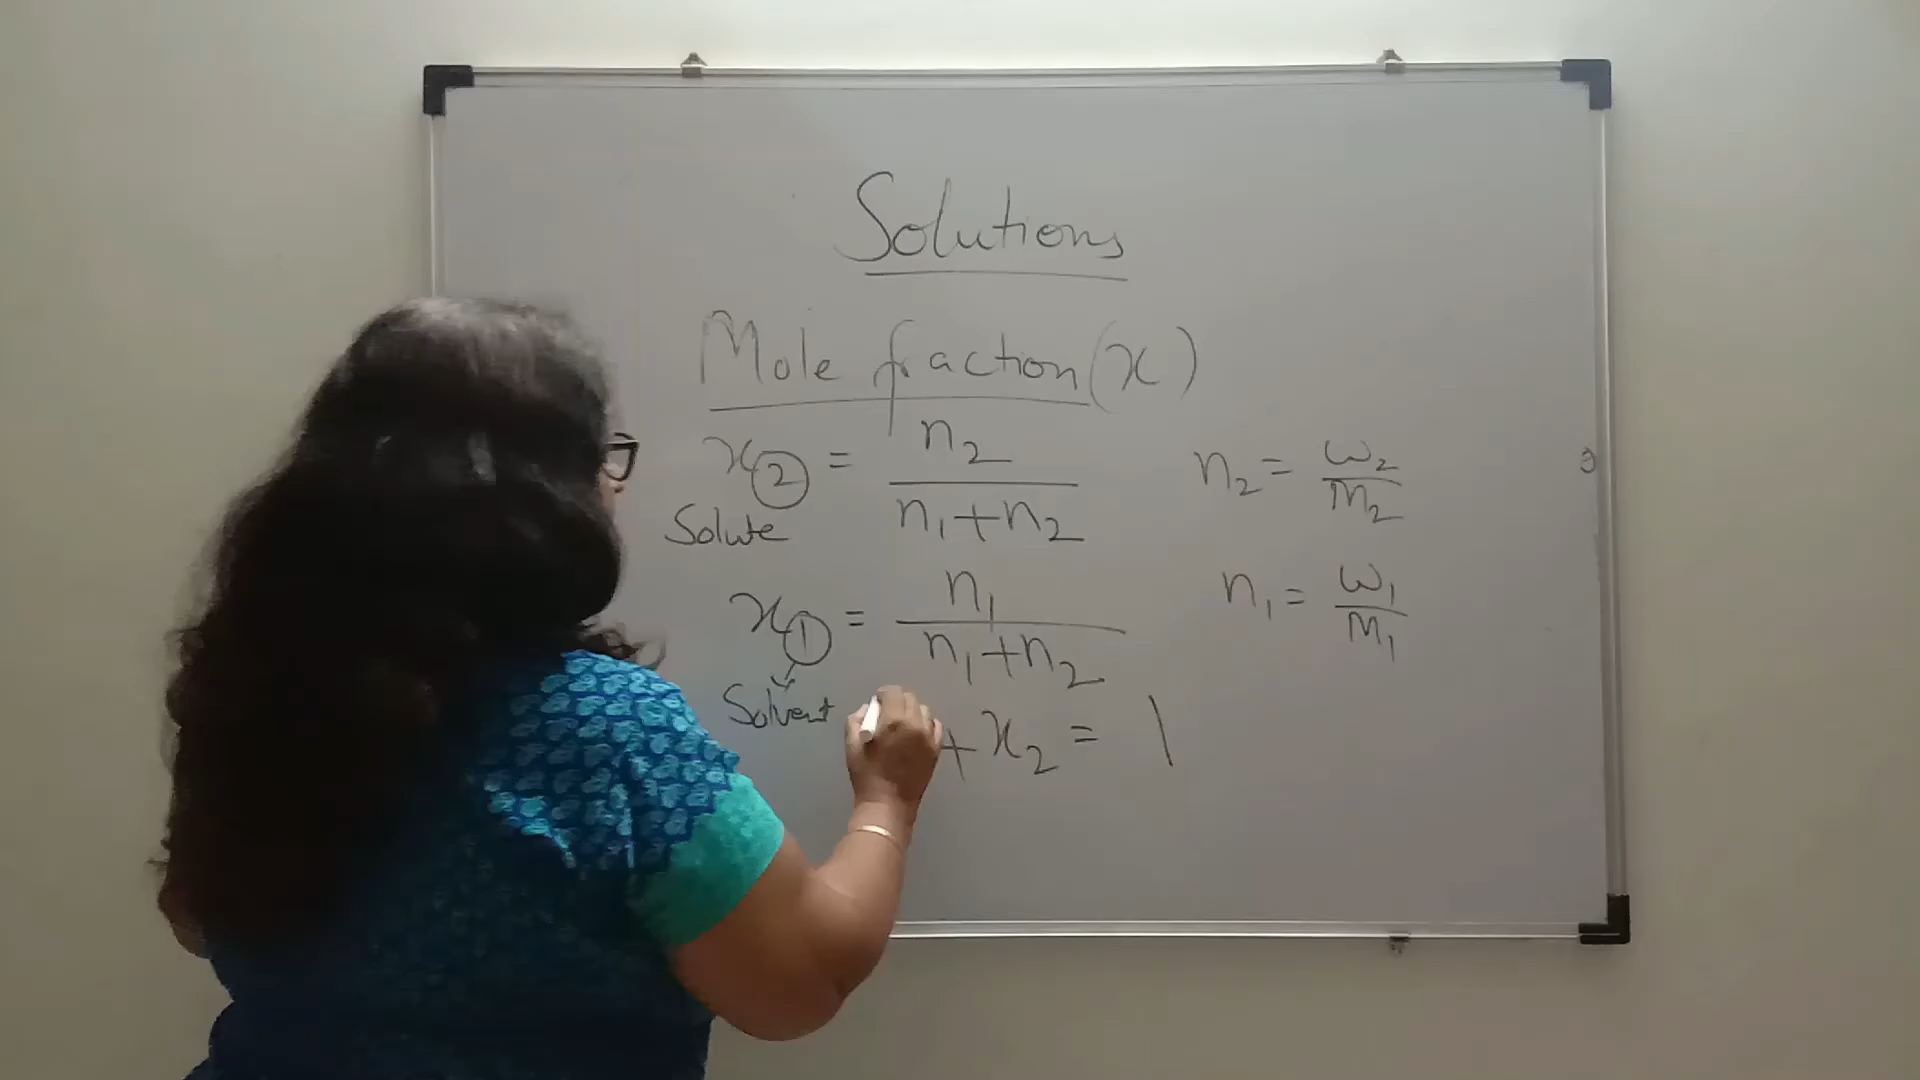 Solutions
Mole fraction (x)
x2 = n2 / n1+n2
n2 = w2 / M2
Solute
x1 = n1 / n1+n2
n1 = w1 / M1
Solvent
+ x2 = 1